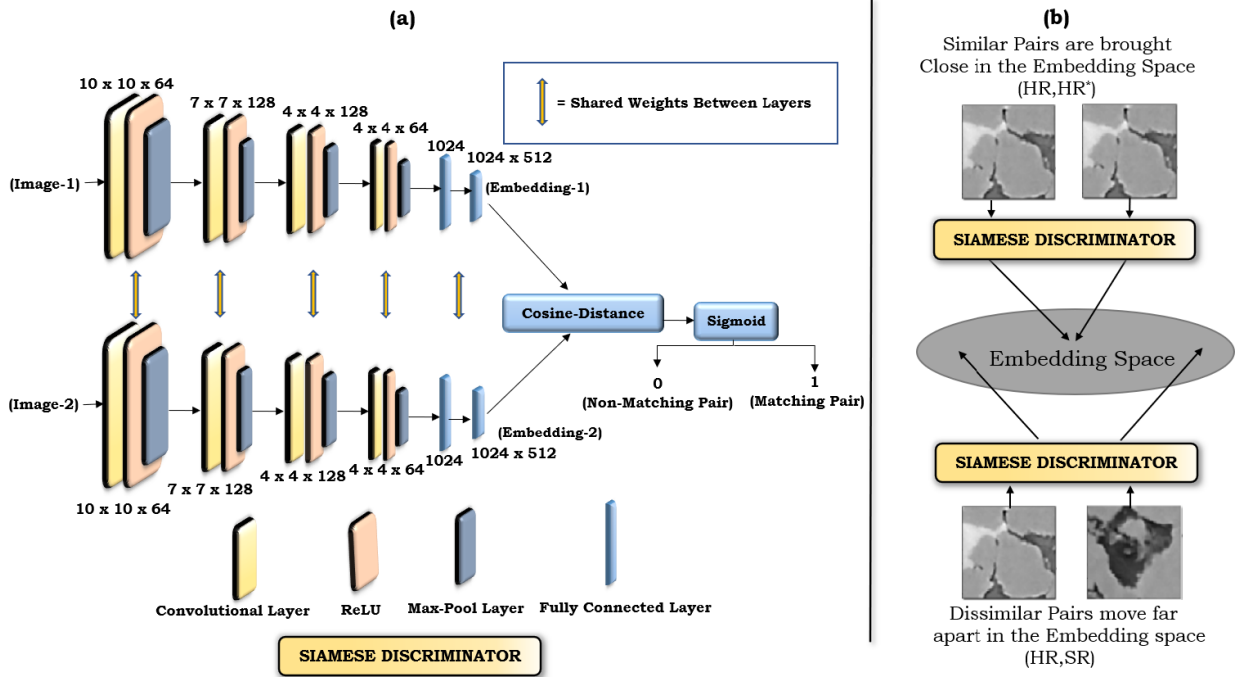 (a)
10 x 10 x 64
7 x 7 x 128
4 x 4 x 128
4 x 4 x 64
1024
1024 x 512
= Shared Weights Between Layers
(Image-1)
(Embedding-1)
Cosine-Distance
Sigmoid
0
(Non-Matching Pair)
1
(Matching Pair)
(Image-2)
(Embedding-2)
10 x 10 x 64
7 x 7 x 128
4 x 4 x 128
4 x 4 x 64
1024
1024 x 512
Convolutional Layer
ReLU
Max-Pool Layer
Fully Connected Layer
SIAMESE DISCRIMINATOR
(b)
Similar Pairs are brought
Close in the Embedding Space
(HR,HR*)
SIAMESE DISCRIMINATOR
Embedding Space
SIAMESE DISCRIMINATOR
Dissimilar Pairs move far
apart in the Embedding space
(HR,SR)